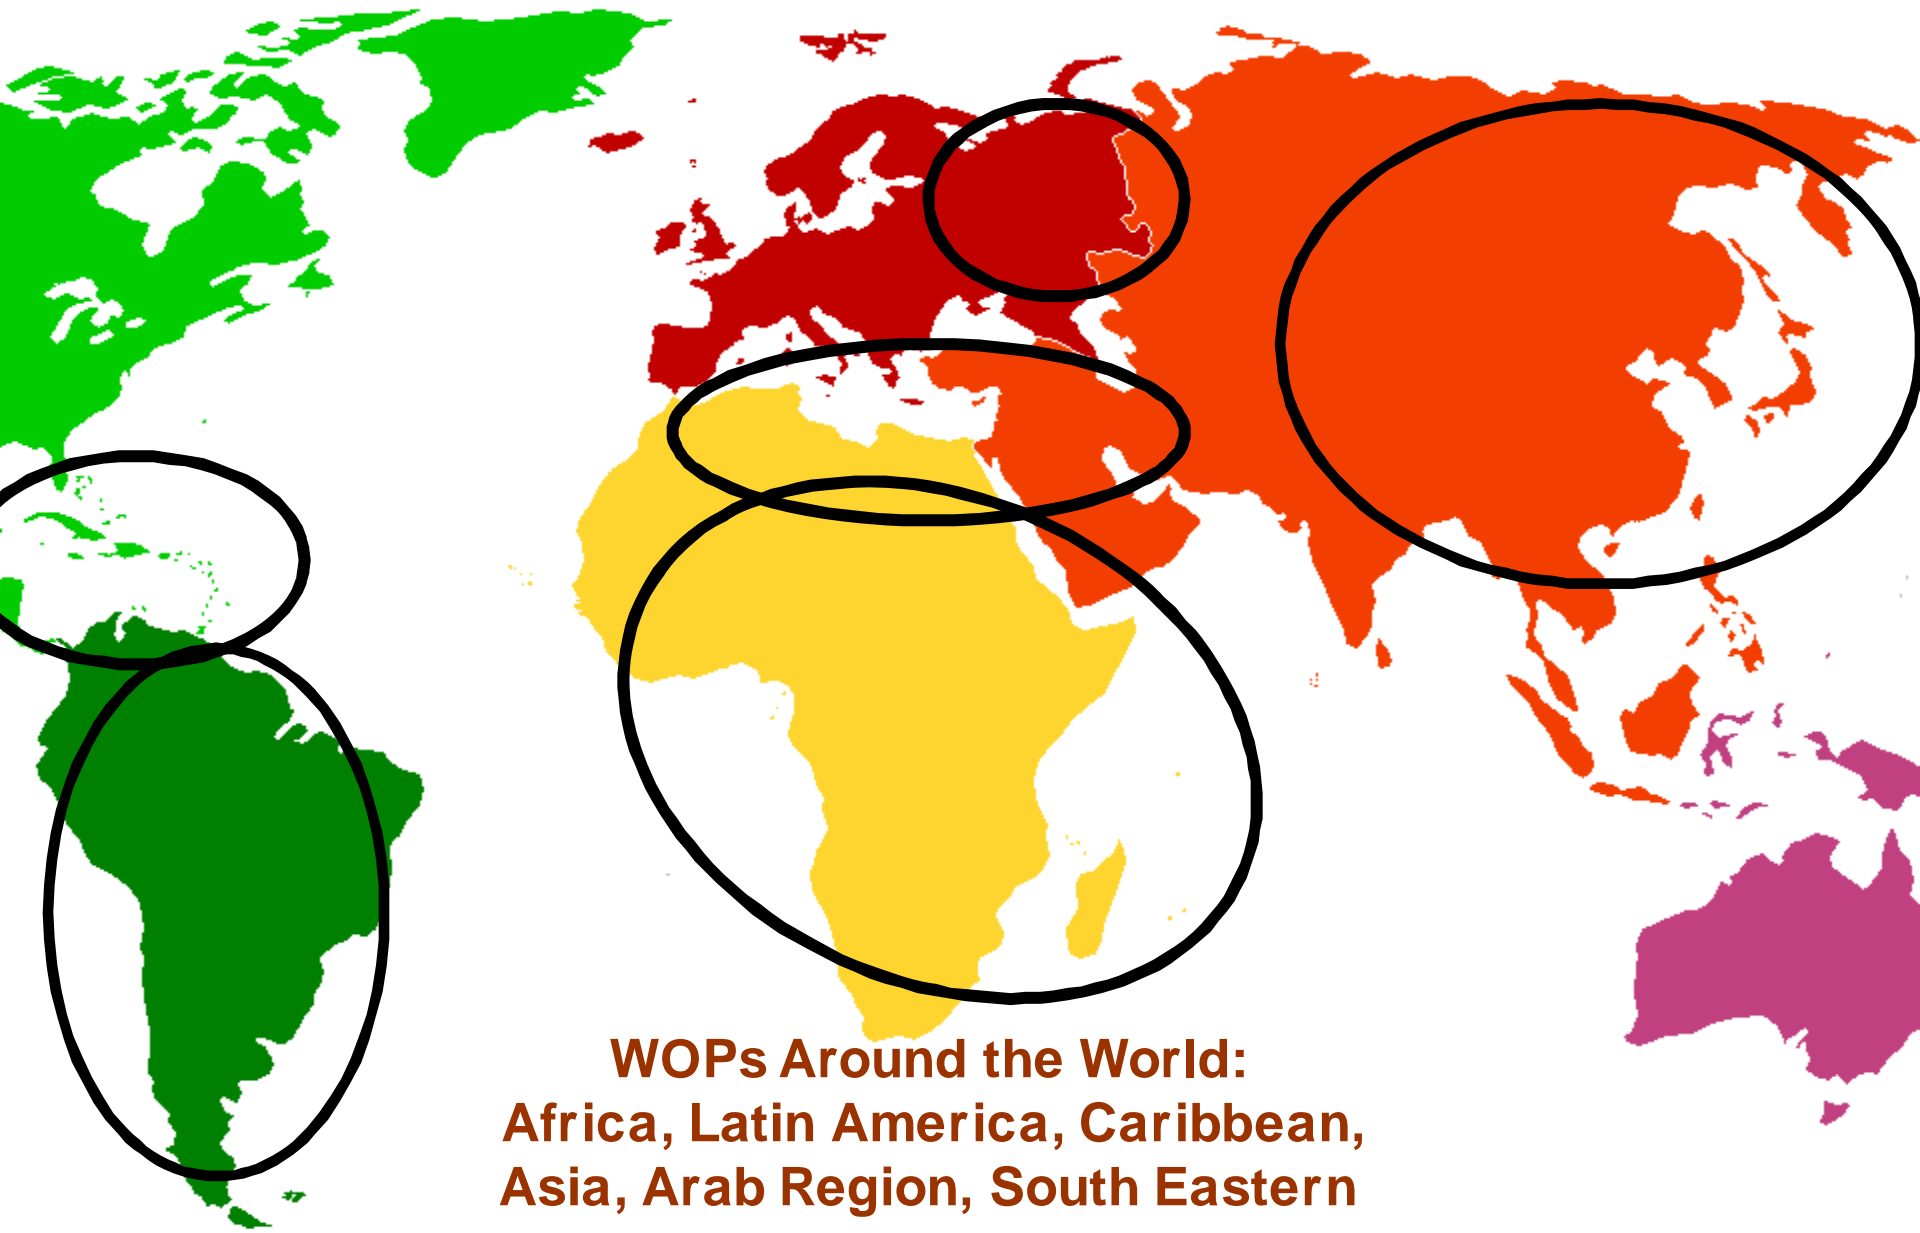 WOPs Around the World:
Africa, Latin America, Caribbean,
Asia, Arab Region, South Eastern